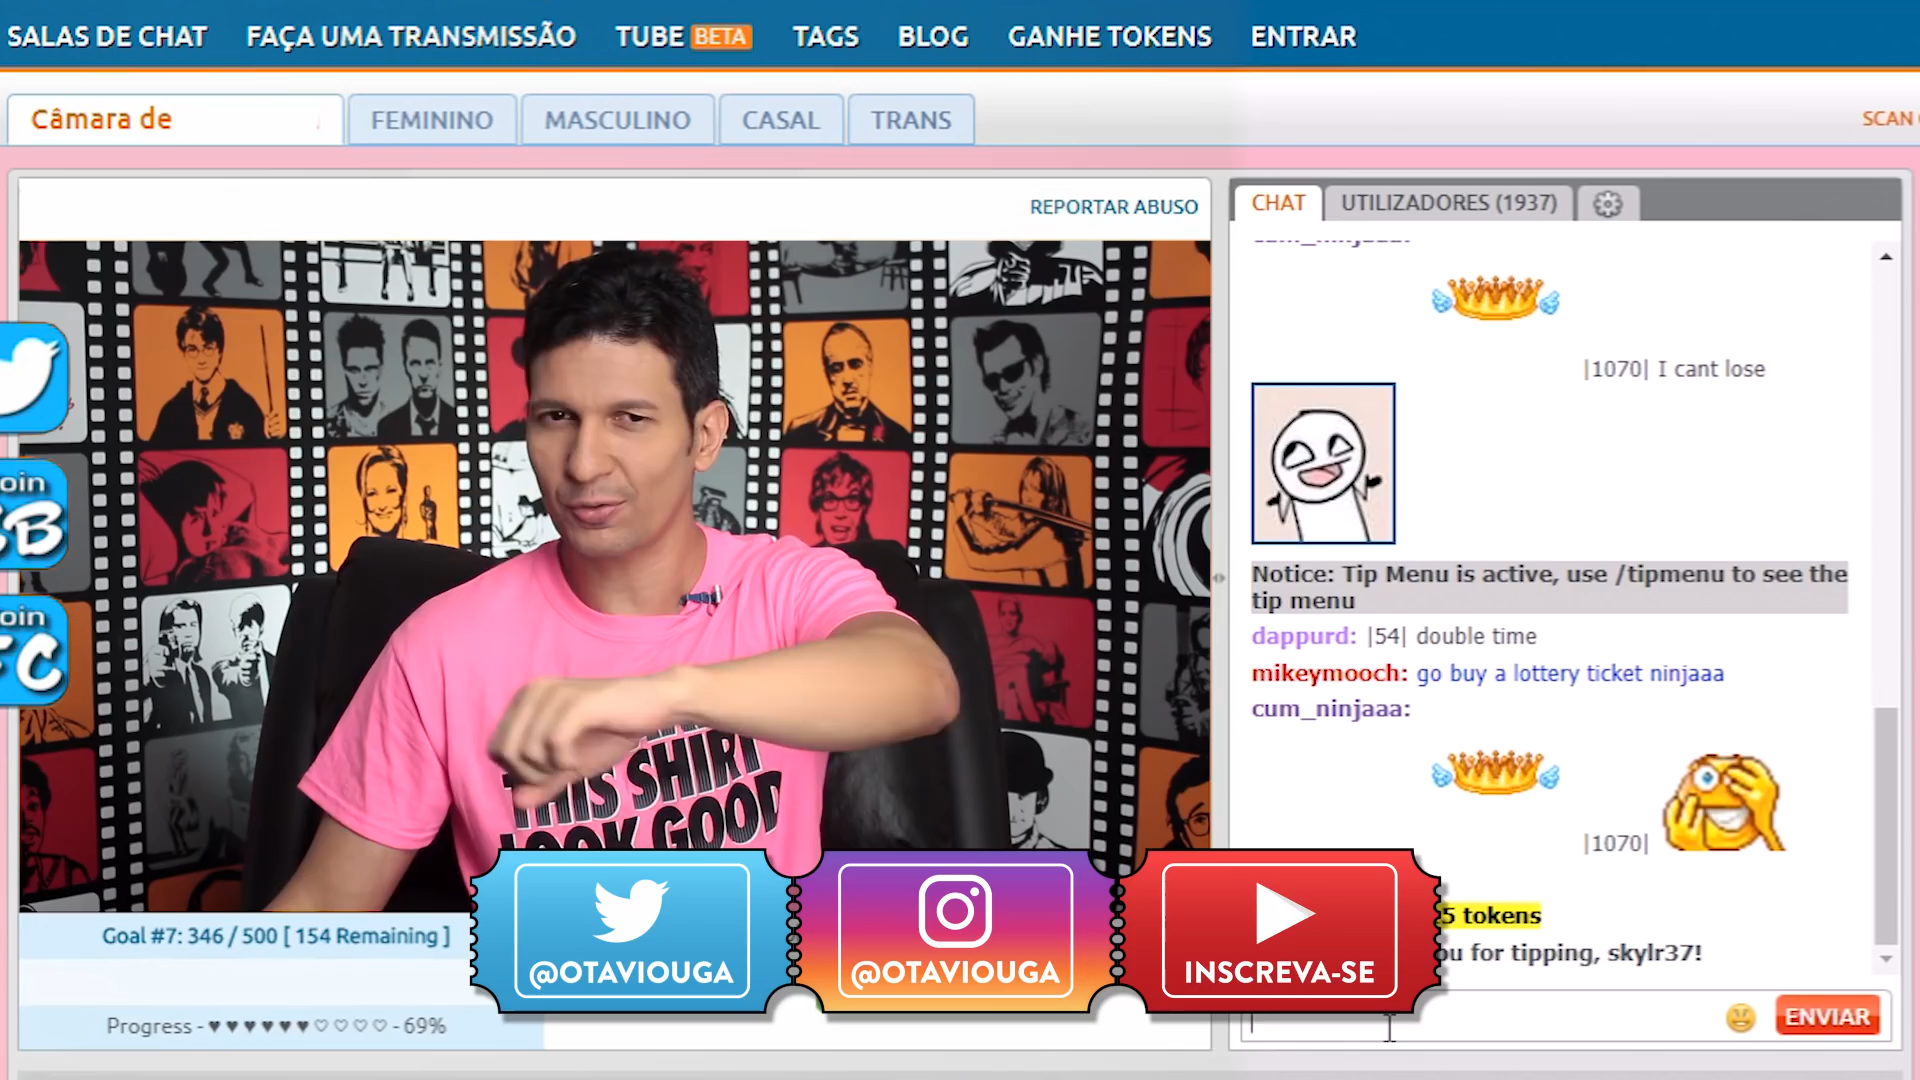 SALAS DE CHAT FAÇA UMA TRANSMISSÃO TUBE BETA TAGS BLOG GANHE TOKENS ENTRAR
Câmara de FEMININO MASCULINO CASAL TRANS SCAN
REPORTAR ABUSO
CHAT UTILIZADORES (1937)
|1070| I cant lose
Notice: Tip Menu is active, use /tipmenu to see the
tip menu
dappurd: |54| double time
mikeymooch: go buy a lottery ticket ninjaaa
cum_ninjaaa:
|1070|
5 tokens
ou for tipping, skylr37!
ENVIAR
oin
B
oin
FC
THIS SHIRT
LOOK GOOD
Goal #7: 346 / 500 [ 154 Remaining ]
Progress - ♥♥♥♥♥♥♡♡♡♡ - 69%
@OTAVIOUGA
@OTAVIOUGA
INSCREVA-SE